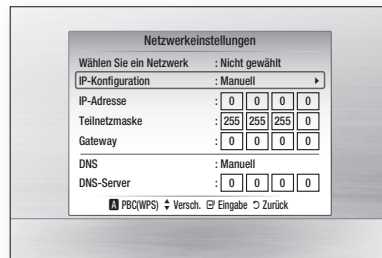 Netzwerkeinstellungen
Wählen Sie ein Netzwerk : Nicht gewählt
IP-Konfiguration : Manuell
IP-Adresse : 0 0 0 0
Teilnetzmaske : 255 255 255 0
Gateway : 0 0 0 0
DNS : Manuell
DNS-Server : 0 0 0 0
A PBC(WPS) Versch. Eingabe Zurück